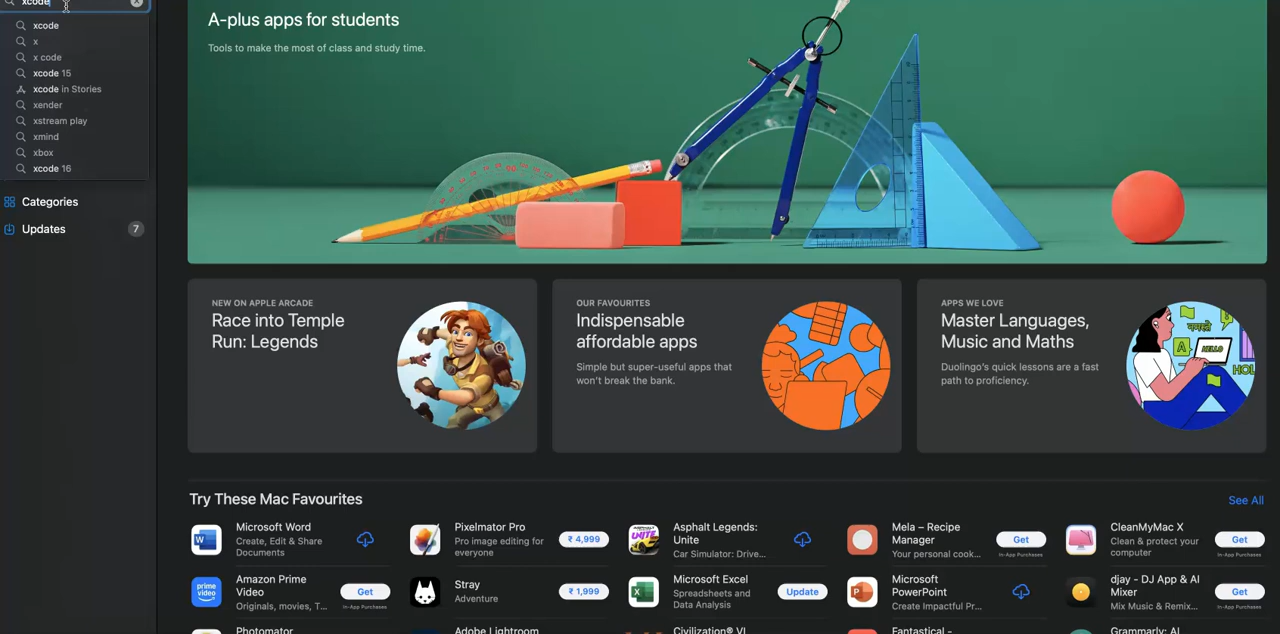 xcode
xcode
x
x code
xcode 15
xcode in Stories
xender
xstream play
xmind
xbox
xcode 16
Categories
Updates
7
A-plus apps for students
Tools to make the most of class and study time.
NEW ON APPLE ARCADE
Race into Temple
Run: Legends
OUR FAVOURITES
Indispensable
affordable apps
Simple but super-useful apps that
won't break the bank.
APPS WE LOVE
Master Languages,
Music and Maths
Duolingo's quick lessons are a fast
path to proficiency.
नमस्ते
A
HELLO
Try These Mac Favourites
See All
Microsoft Word
Create, Edit & Share
Documents
Pixelmator Pro
Pro image editing for
everyone
₹ 4,999
Asphalt Legends:
Unite
Car Simulator: Drive...
Mela – Recipe
Manager
Your personal cook...
Get
In-App Purchases
CleanMyMac X
Clean & protect your
computer
Get
In-App Purchases
prime
video
Amazon Prime
Video
Originals, movies, T...
Get
In-App Purchases
Stray
Adventure
₹ 1,999
Microsoft Excel
Spreadsheets and
Data Analysis
Update
Microsoft
PowerPoint
Create Impactful Pr...
djay - DJ App & AI
Mixer
Mix Music & Remix...
Get
In-App Purchases
Photomator
Adobe Lightroom
Civilization® VI
Fantastical -
Grammarly: AI